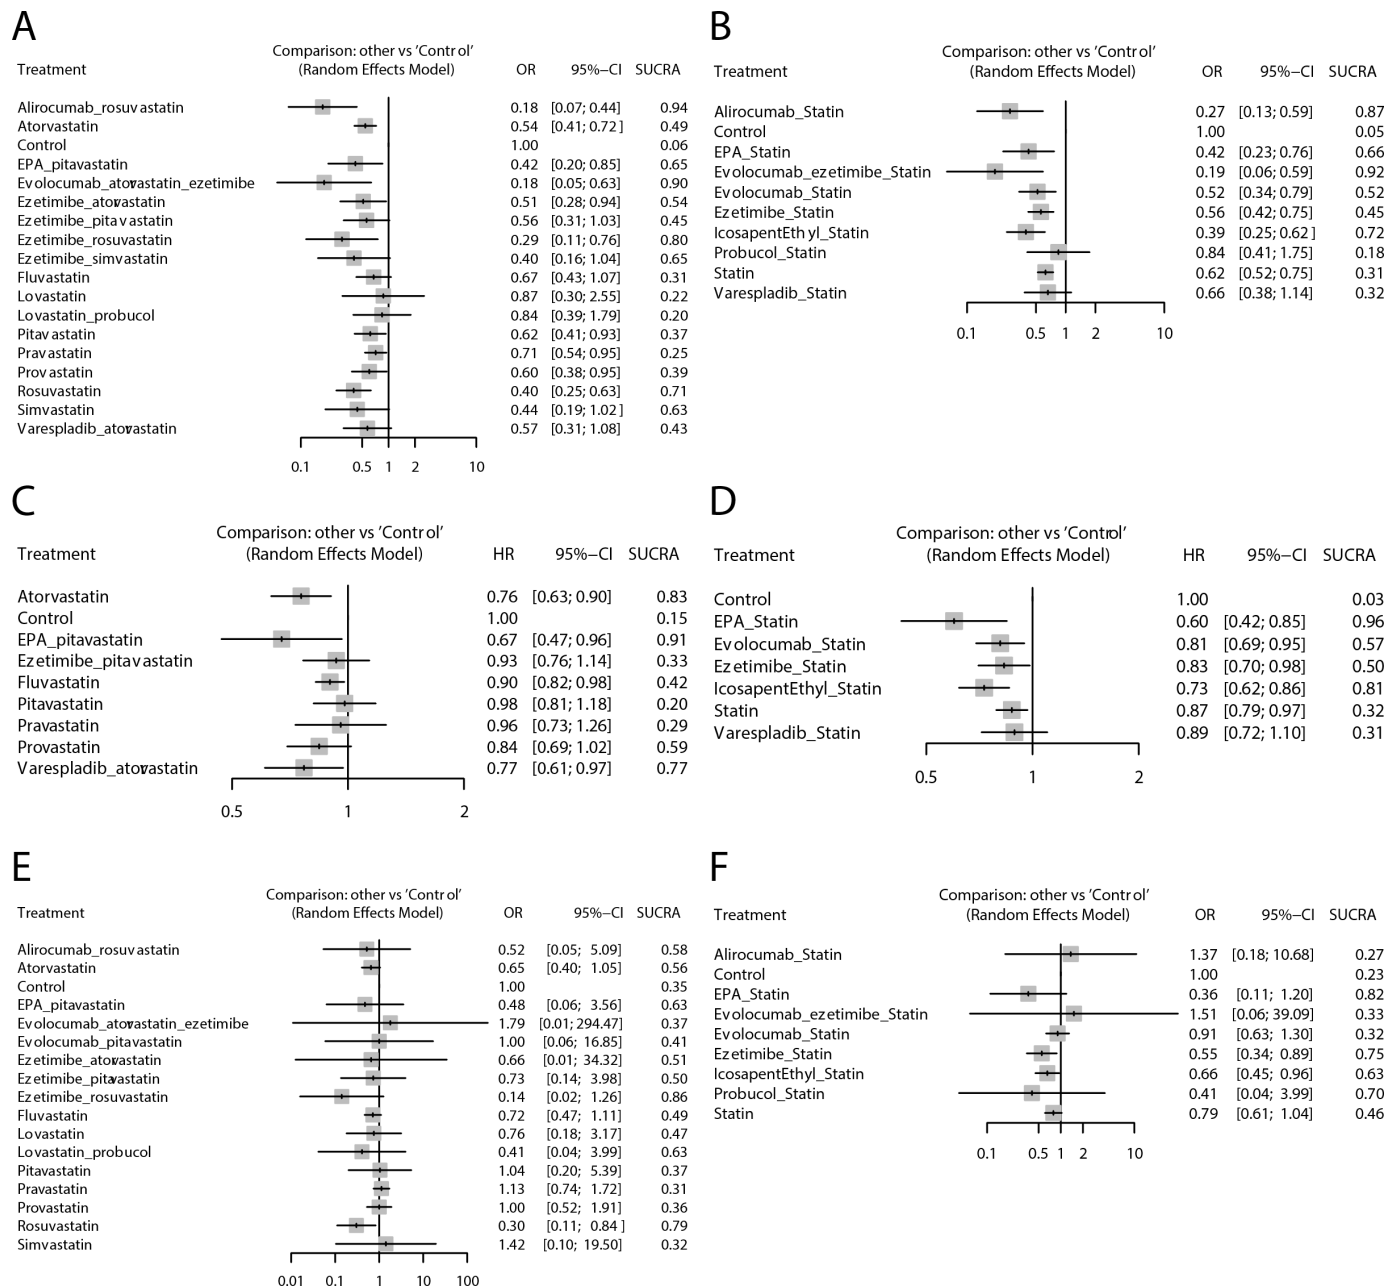 A
Comparison: other vs 'Control'
Treatment (Random Effects Model) OR 95%−CI SUCRA
Alirocumab_rosuvastatin 0.18 [0.07; 0.44] 0.94
Atorvastatin 0.54 [0.41; 0.72] 0.49
Control 1.00 0.06
EPA_pitavastatin 0.42 [0.20; 0.85] 0.65
Evolocumab_atorvastatin_ezetimibe 0.18 [0.05; 0.63] 0.90
Ezetimibe_atorvastatin 0.51 [0.28; 0.94] 0.54
Ezetimibe_pitavastatin 0.56 [0.31; 1.03] 0.45
Ezetimibe_rosuvastatin 0.29 [0.11; 0.76] 0.80
Ezetimibe_simvastatin 0.40 [0.16; 1.04] 0.65
Fluvastatin 0.67 [0.43; 1.07] 0.31
Lovastatin 0.87 [0.30; 2.55] 0.22
Lovastatin_probucol 0.84 [0.39; 1.79] 0.20
Pitavastatin 0.62 [0.41; 0.93] 0.37
Pravastatin 0.71 [0.54; 0.95] 0.25
Provastatin 0.60 [0.38; 0.95] 0.39
Rosuvastatin 0.40 [0.25; 0.63] 0.71
Simvastatin 0.44 [0.19; 1.02] 0.63
Varespladib_atorvastatin 0.57 [0.31; 1.08] 0.43
0.1 0.5 1 2 10
B
Comparison: other vs 'Control'
Treatment (Random Effects Model) OR 95%−CI SUCRA
Alirocumab_Statin 0.27 [0.13; 0.59] 0.87
Control 1.00 0.05
EPA_Statin 0.42 [0.23; 0.76] 0.66
Evolocumab_ezetimibe_Statin 0.19 [0.06; 0.59] 0.92
Evolocumab_Statin 0.52 [0.34; 0.79] 0.52
Ezetimibe_Statin 0.56 [0.42; 0.75] 0.45
IcosapentEthyl_Statin 0.39 [0.25; 0.62] 0.72
Probucol_Statin 0.84 [0.41; 1.75] 0.18
Statin 0.62 [0.52; 0.75] 0.31
Varespladib_Statin 0.66 [0.38; 1.14] 0.32
0.1 0.5 1 2 10
C
Comparison: other vs 'Control'
Treatment (Random Effects Model) HR 95%−CI SUCRA
Atorvastatin 0.76 [0.63; 0.90] 0.83
Control 1.00 0.15
EPA_pitavastatin 0.67 [0.47; 0.96] 0.91
Ezetimibe_pitavastatin 0.93 [0.76; 1.14] 0.33
Fluvastatin 0.90 [0.82; 0.98] 0.42
Pitavastatin 0.98 [0.81; 1.18] 0.20
Pravastatin 0.96 [0.73; 1.26] 0.29
Provastatin 0.84 [0.69; 1.02] 0.59
Varespladib_atorvastatin 0.77 [0.61; 0.97] 0.77
0.5 1 2
D
Comparison: other vs 'Control'
Treatment (Random Effects Model) HR 95%−CI SUCRA
Control 1.00 0.03
EPA_Statin 0.60 [0.42; 0.85] 0.96
Evolocumab_Statin 0.81 [0.69; 0.95] 0.57
Ezetimibe_Statin 0.83 [0.70; 0.98] 0.50
IcosapentEthyl_Statin 0.73 [0.62; 0.86] 0.81
Statin 0.87 [0.79; 0.97] 0.32
Varespladib_Statin 0.89 [0.72; 1.10] 0.31
0.5 1 2
E
Comparison: other vs 'Control'
Treatment (Random Effects Model) OR 95%−CI SUCRA
Alirocumab_rosuvastatin 0.52 [0.05; 5.09] 0.58
Atorvastatin 0.65 [0.40; 1.05] 0.56
Control 1.00 0.35
EPA_pitavastatin 0.48 [0.06; 3.56] 0.63
Evolocumab_atorvastatin_ezetimibe 1.79 [0.01; 294.47] 0.37
Evolocumab_pitavastatin 1.00 [0.06; 16.85] 0.41
Ezetimibe_atorvastatin 0.66 [0.01; 34.32] 0.51
Ezetimibe_pitavastatin 0.73 [0.14; 3.98] 0.50
Ezetimibe_rosuvastatin 0.14 [0.02; 1.26] 0.86
Fluvastatin 0.72 [0.47; 1.11] 0.49
Lovastatin 0.76 [0.18; 3.17] 0.47
Lovastatin_probucol 0.41 [0.04; 3.99] 0.63
Pitavastatin 1.04 [0.20; 5.39] 0.37
Pravastatin 1.13 [0.74; 1.72] 0.31
Provastatin 1.00 [0.52; 1.91] 0.36
Rosuvastatin 0.30 [0.11; 0.84] 0.79
Simvastatin 1.42 [0.10; 19.50] 0.32
0.01 0.1 1 10 100
F
Comparison: other vs 'Control'
Treatment (Random Effects Model) OR 95%−CI SUCRA
Alirocumab_Statin 1.37 [0.18; 10.68] 0.27
Control 1.00 0.23
EPA_Statin 0.36 [0.11; 1.20] 0.82
Evolocumab_ezetimibe_Statin 1.51 [0.06; 39.09] 0.33
Evolocumab_Statin 0.91 [0.63; 1.30] 0.32
Ezetimibe_Statin 0.55 [0.34; 0.89] 0.75
IcosapentEthyl_Statin 0.66 [0.45; 0.96] 0.63
Probucol_Statin 0.41 [0.04; 3.99] 0.70
Statin 0.79 [0.61; 1.04] 0.46
0.1 0.5 1 2 10